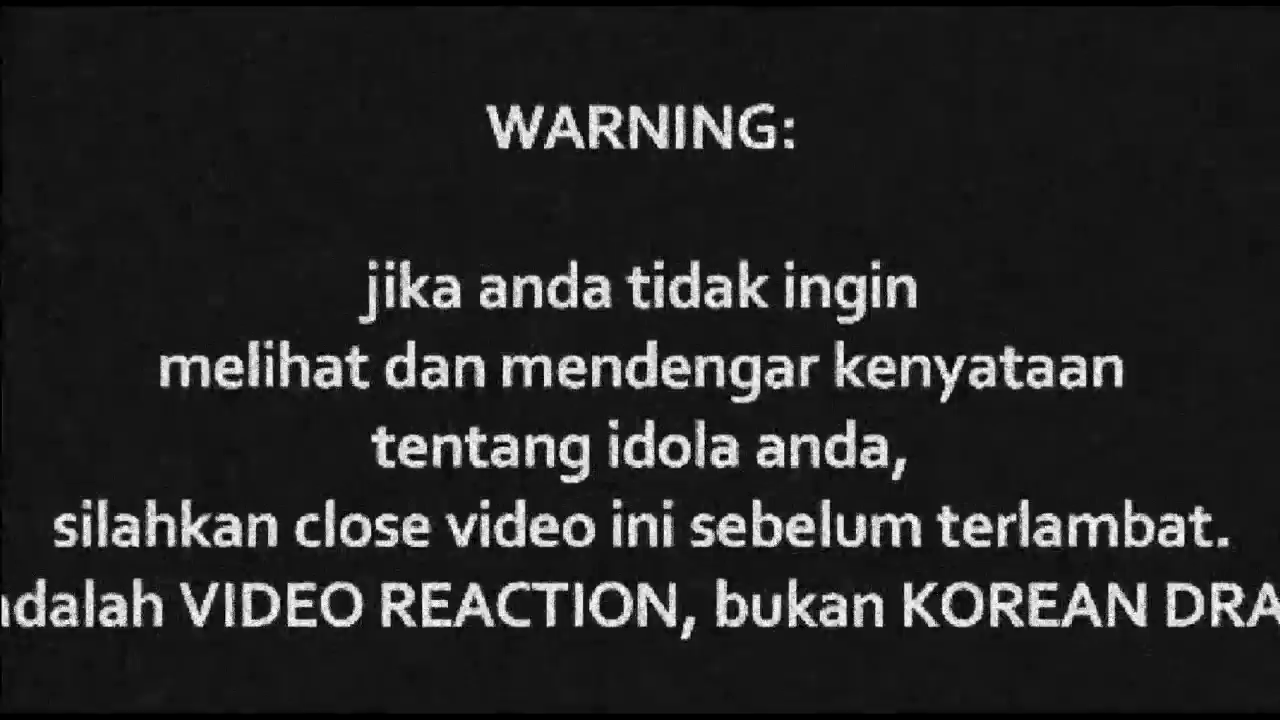 WARNING:
jika anda tidak ingin
melihat dan mendengar kenyataan
tentang idola anda,
silahkan close video ini sebelum terlambat.
VIDEO REACTION, bukan KOREAN